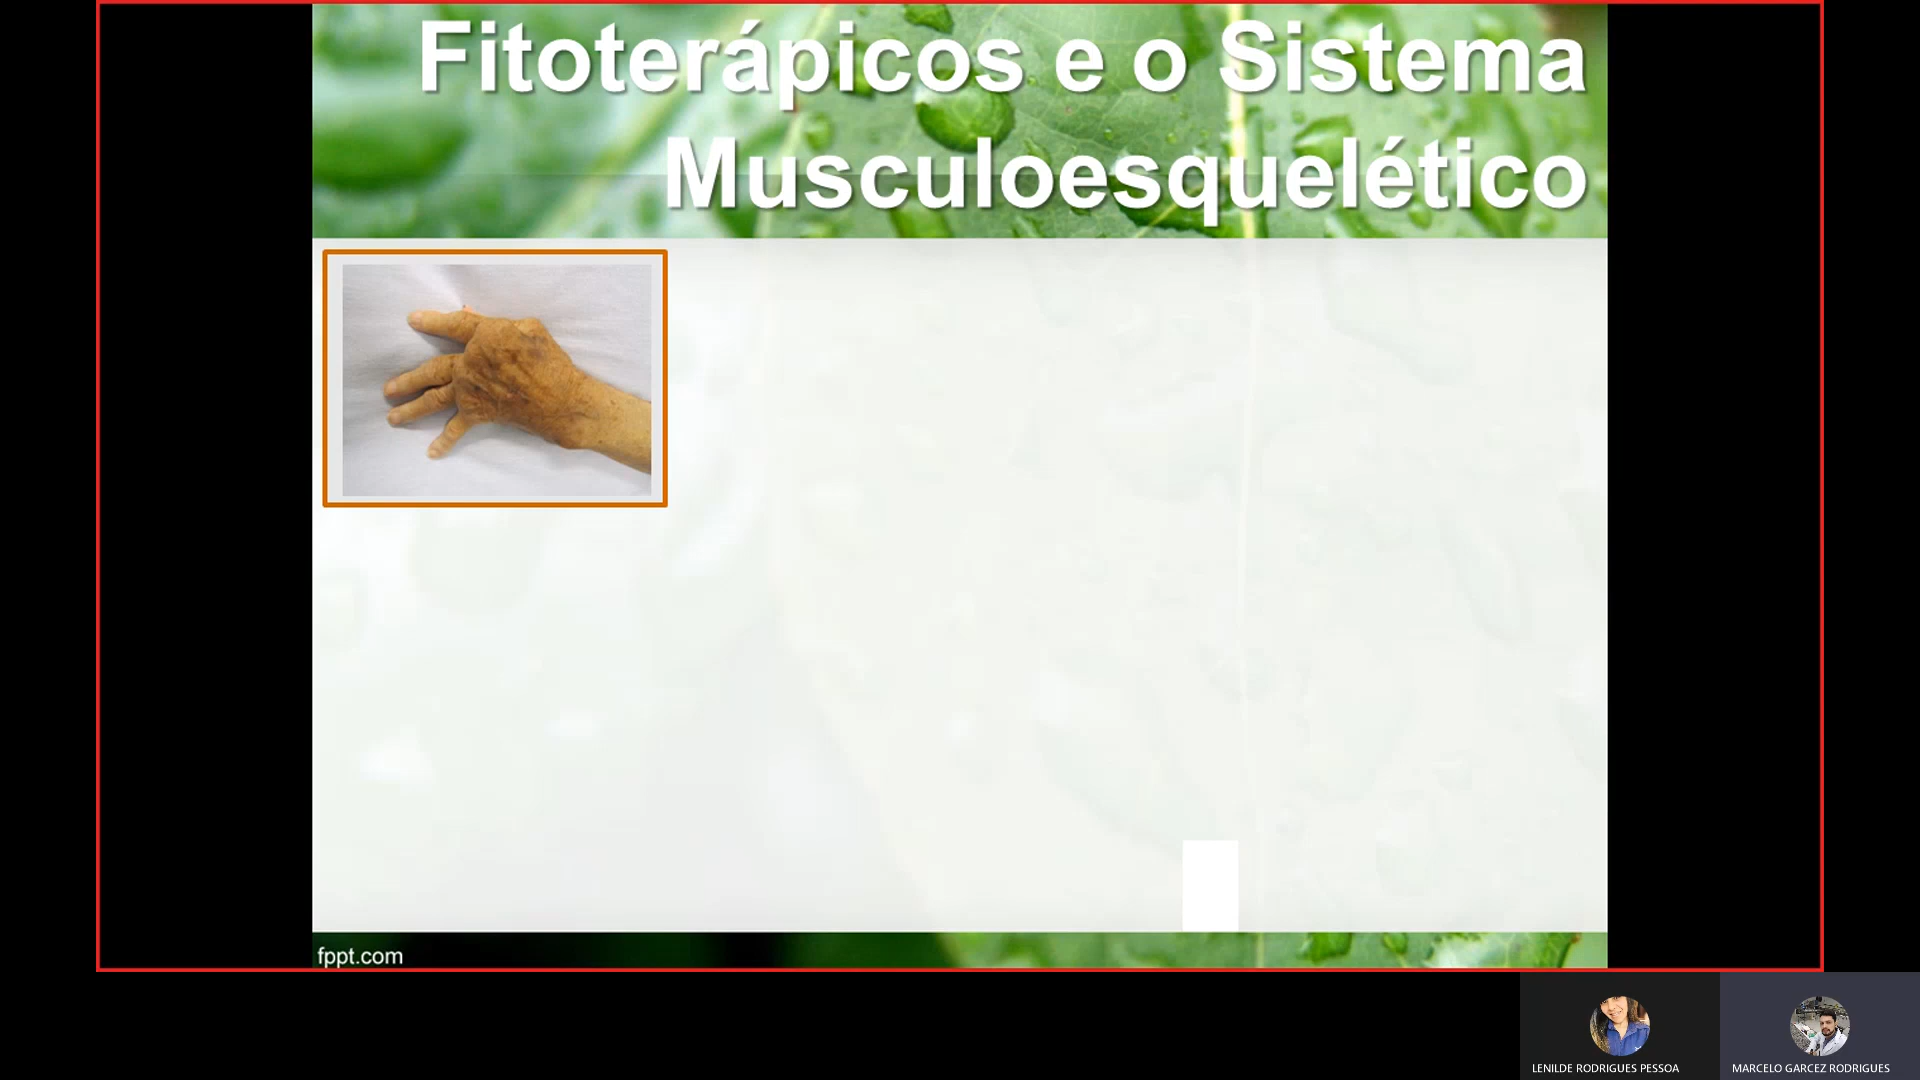 Fitoterápicos e o Sistema
Musculoesquelético
fppt.com
LENILDE RODRIGUES PESSOA
MARCELO GARCEZ RODRIGUES